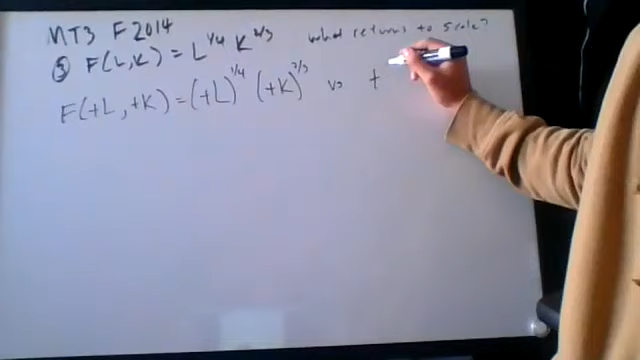 MT3 F2014
⑤ F(L,K) = L^1/4 K^2/3 what returns to scale?
F(tL, tK) = (tL)^1/4 (tK)^2/3 vs t